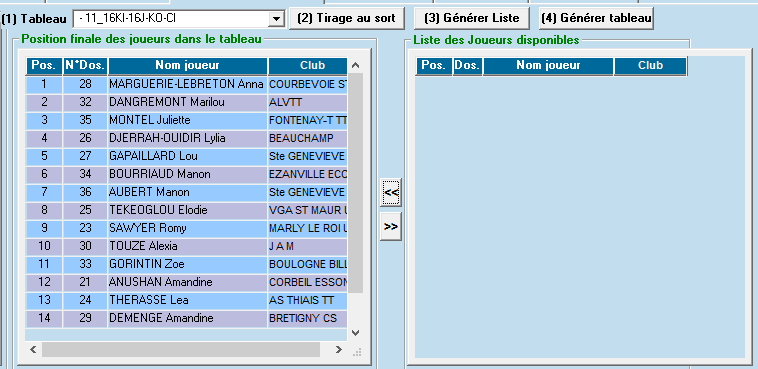 (1) Tableau - 11_16KI-16J-KO-CI (2) Tirage au sort (3) Générer Liste (4) Générer tableau
Position finale des joueurs dans le tableau
Pos. N°Dos. Nom joueur Club
1 28 MARGUERIE-LEBRETON Anna COURBEVOIE ST
2 32 DANGREMONT Marilou ALVTT
3 35 MONTEL Juliette FONTENAY-T TT
4 26 DJERRAH-OUIDIR Lylia BEAUCHAMP
5 27 GAPAILLARD Lou Ste GENEVIEVE
6 34 BOURRIAUD Manon EZANVILLE ECO
7 36 AUBERT Manon Ste GENEVIEVE
8 25 TEKEOGLOU Elodie VGA ST MAUR U
9 23 SAWYER Romy MARLY LE ROI U
10 30 TOUZE Alexia J A M
11 33 GORINTIN Zoe BOULOGNE BILL
12 21 ANUSHAN Amandine CORBEIL ESSON
13 24 THERASSE Lea AS THIAIS TT
14 29 DEMENGE Amandine BRETIGNY CS
<<
>>
Liste des Joueurs disponibles
Pos. Dos. Nom joueur Club